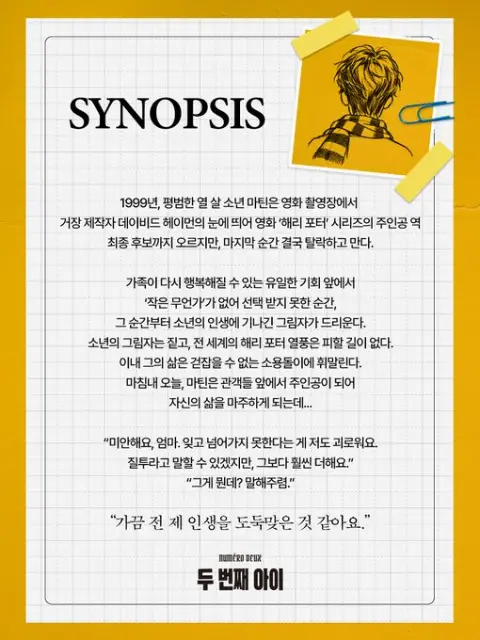 SYNOPSIS
1999년, 평범한 열 살 소년 마틴은 영화 촬영장에서
거장 제작자 데이비드 헤이먼의 눈에 띄어 영화 ‘해리 포터’ 시리즈의 주인공 역
최종 후보까지 오르지만, 마지막 순간 결국 탈락하고 만다.
가족이 다시 행복해질 수 있는 유일한 기회 앞에서
‘작은 무언가’가 없어 선택 받지 못한 순간,
그 순간부터 소년의 인생에 기나긴 그림자가 드리운다.
소년의 그림자는 짙고, 전 세계의 해리 포터 열풍은 피할 길이 없다.
이내 그의 삶은 걷잡을 수 없는 소용돌이에 휘말린다.
마침내 오늘, 마틴은 관객들 앞에서 주인공이 되어
자신의 삶을 마주하게 되는데...
“미안해요, 엄마. 잊고 넘어가지 못한다는 게 저도 괴로워요.
질투라고 말할 수 있겠지만, 그보다 훨씬 더해요.”
“그게 뭔데? 말해주렴.”
“가끔 전 제 인생을 도둑맞은 것 같아요.”
NUMÉRO DEUX
두 번째 아이